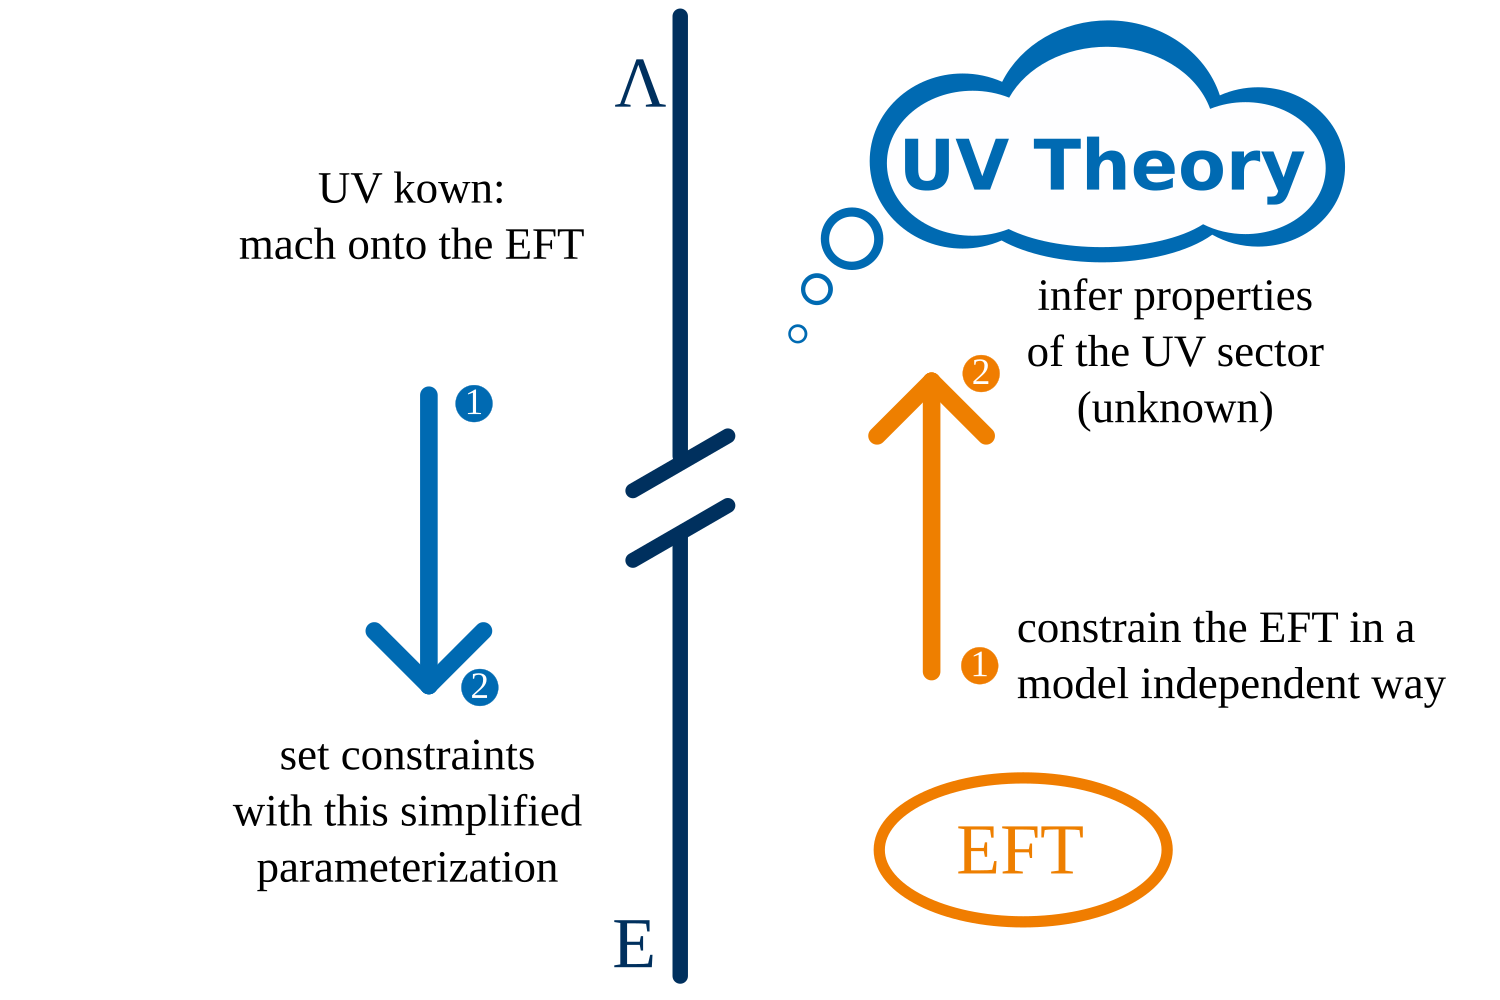 Λ
UV kown:
mach onto the EFT
1
2
set constraints
with this simplified
parameterization
E
UV Theory
infer properties
of the UV sector
(unknown)
2
1
constrain the EFT in a
model independent way
EFT